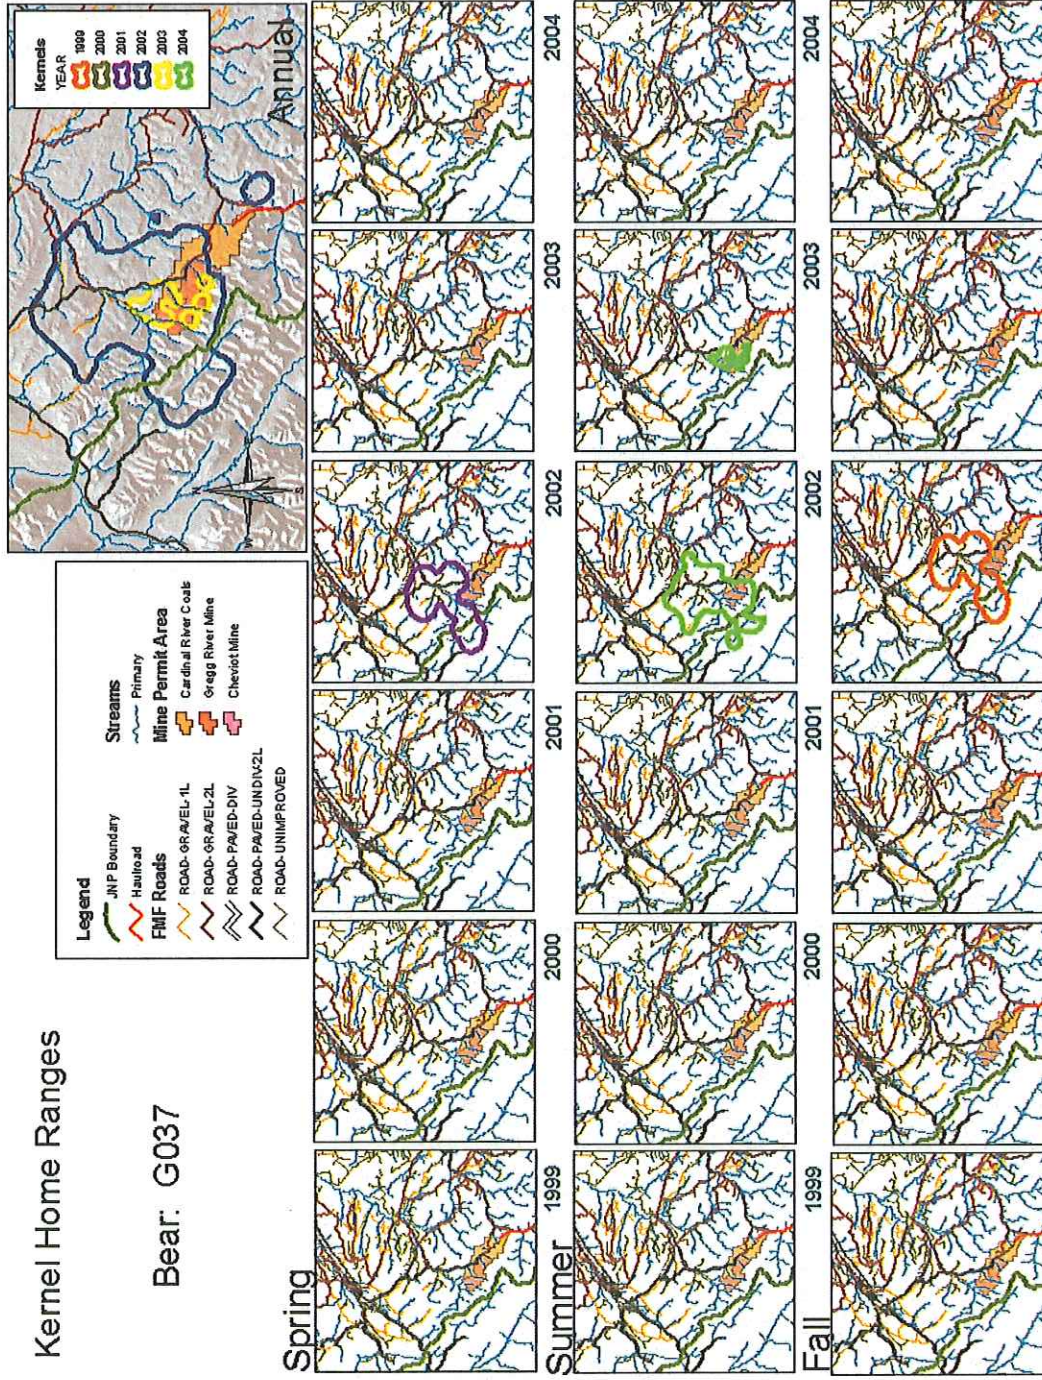 Kernel Home Ranges
Bear: G037
Legend
JNP Boundary
Haulroad
FMF Roads
ROAD-GRAVEL-1L
ROAD-GRAVEL-2L
ROAD-PAVED-DIV
ROAD-PAVED-UNDIV-2L
ROAD-UNIMPROVED
Streams
Primary
Mine Permit Area
Cardinal River Coals
Gregg River Mine
Cheviot Mine
Kernels
YEAR
1999
2000
2001
2002
2003
2004
Annual
S
Spring
1999
2000
2001
2002
2003
2004
Summer
1999
2000
2001
2002
2003
2004
Fall